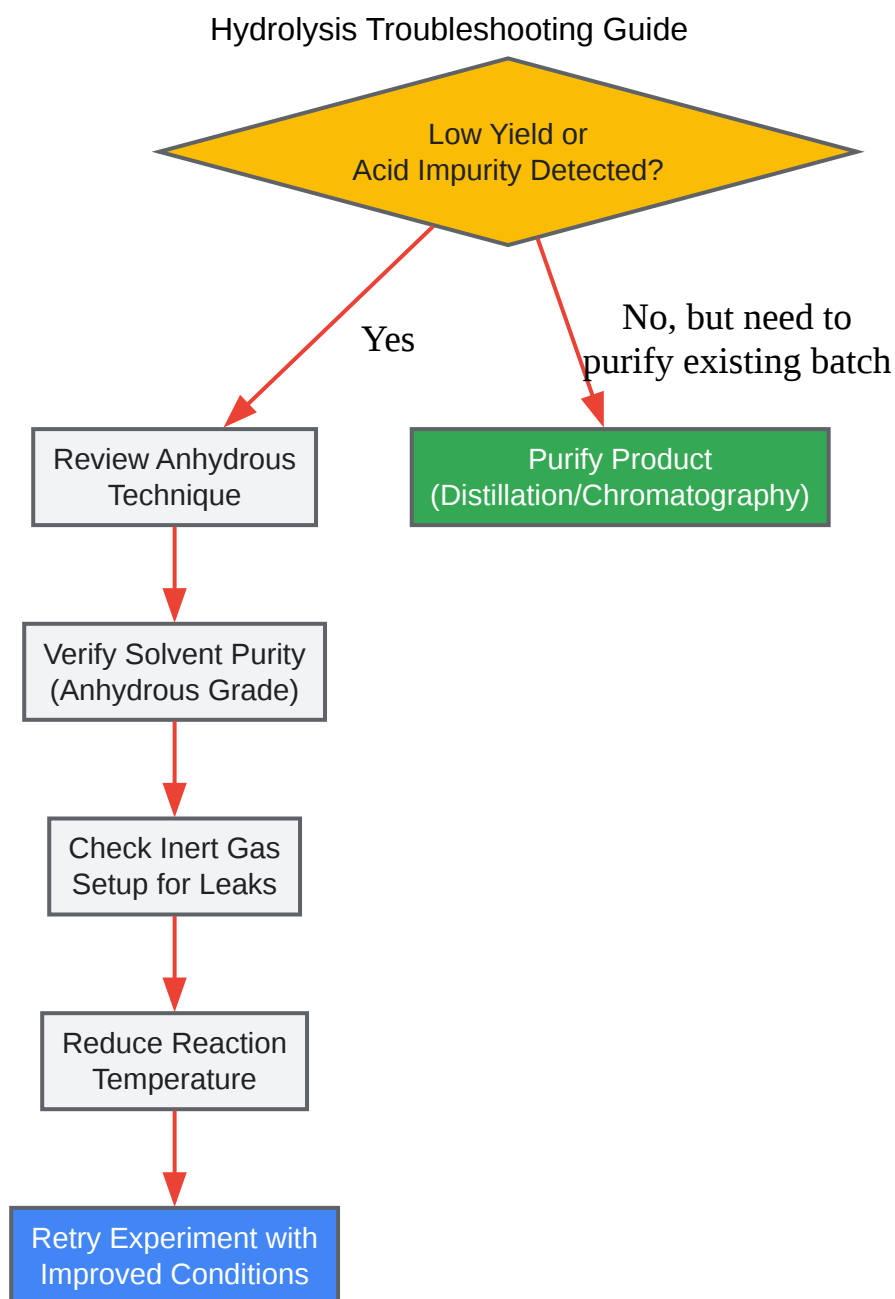 Hydrolysis Troubleshooting Guide
Low Yield or
Acid Impurity Detected?
Yes
No, but need to
purify existing batch
Review Anhydrous
Technique
Purify Product
(Distillation/Chromatography)
Verify Solvent Purity
(Anhydrous Grade)
Check Inert Gas
Setup for Leaks
Reduce Reaction
Temperature
Retry Experiment with
Improved Conditions